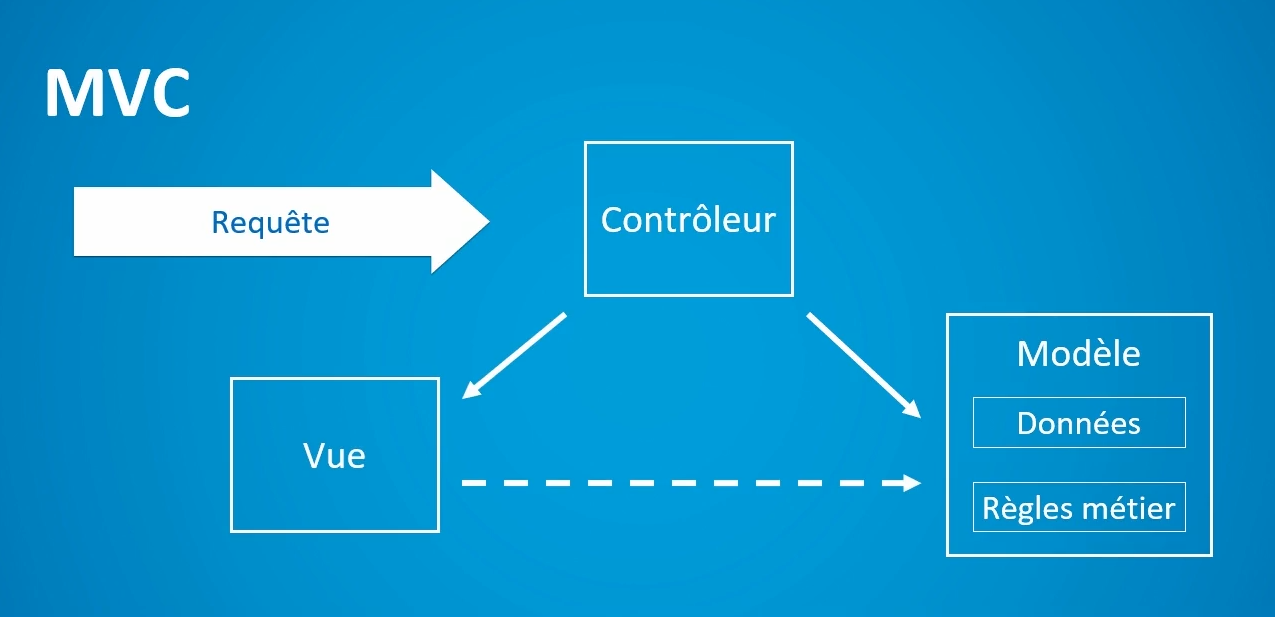 MVC
Requête
Contrôleur
Modèle
Données
Vue
Règles métier